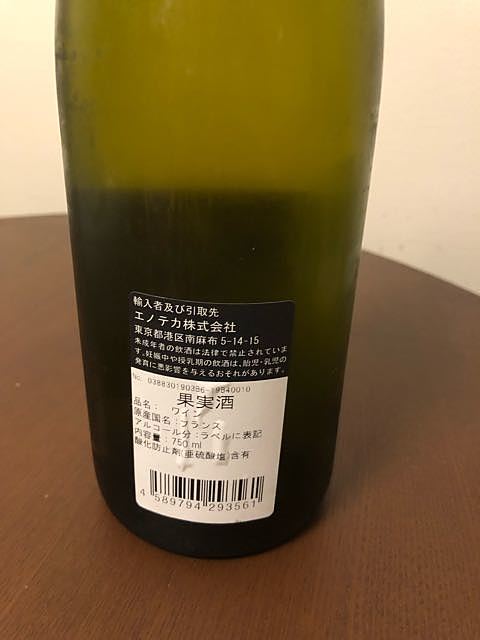 輸入者及び引取先
エノテカ株式会社
東京都港区南麻布 5-14-15
未成年者の飲酒は法律で禁止されていま
す。妊娠中や授乳期の飲酒は、胎児・乳児の
発育に悪影響を与えるおそれがあります。
No. 038830190386-19840010
果実酒
品名： ワイン
原産国名：フランス
アルコール分：ラベルに表記
内容量：750 ml
酸化防止剤(亜硫酸塩)含有
4 589794 293561